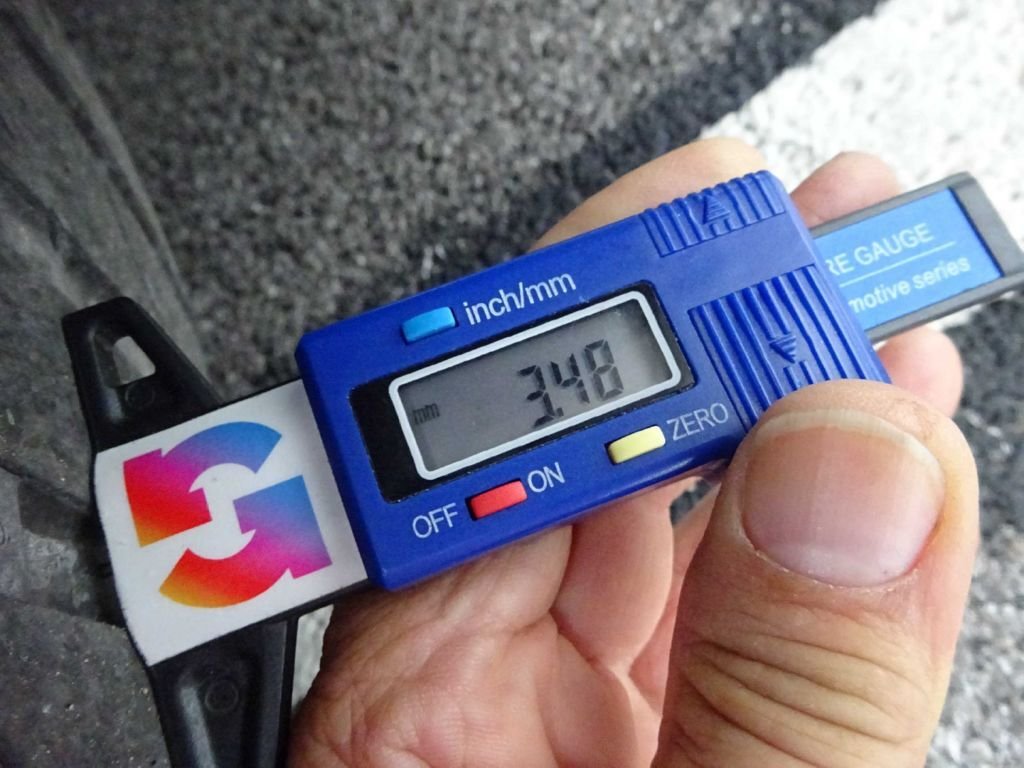 inch/mm
mm 3.48
OFF ON
ZERO
RE GAUGE
motive series